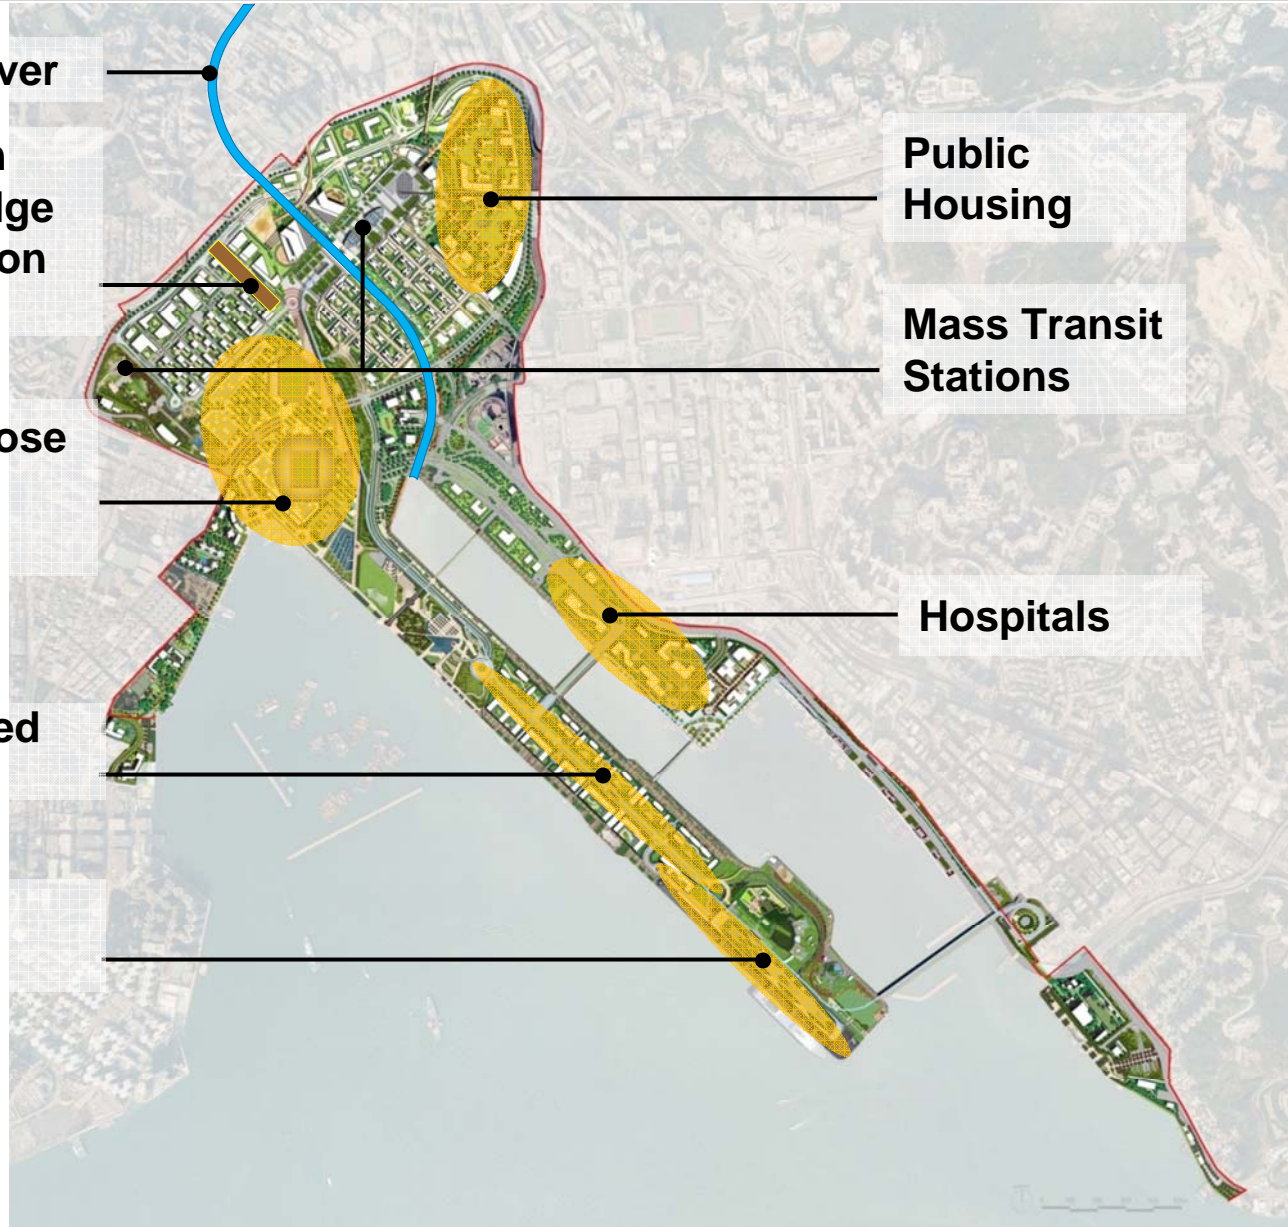 ver
n
dge
on
ose
ed
Public
Housing
Mass Transit
Stations
Hospitals